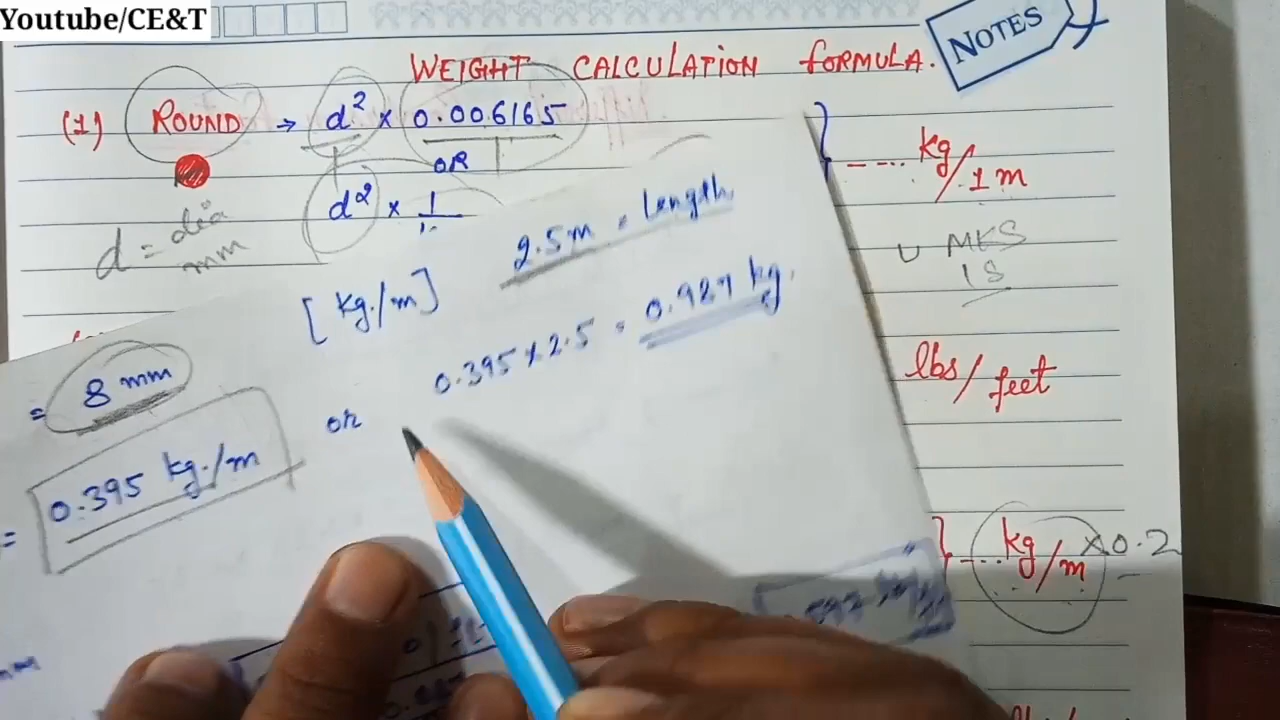 Youtube/CE&T
NOTES
WEIGHT CALCULATION FORMULA.
(1) ROUND → d² × 0.006165
OR
d² × 1
d = dia
mm
} ---- kg/1m
MKS
18
lbs/feet
} -... kg/m × 0.2
2.5m = length
[kg./m]
0.395 × 2.5 = 0.987 kg.
= 8 mm
or
= 0.395 kg./m